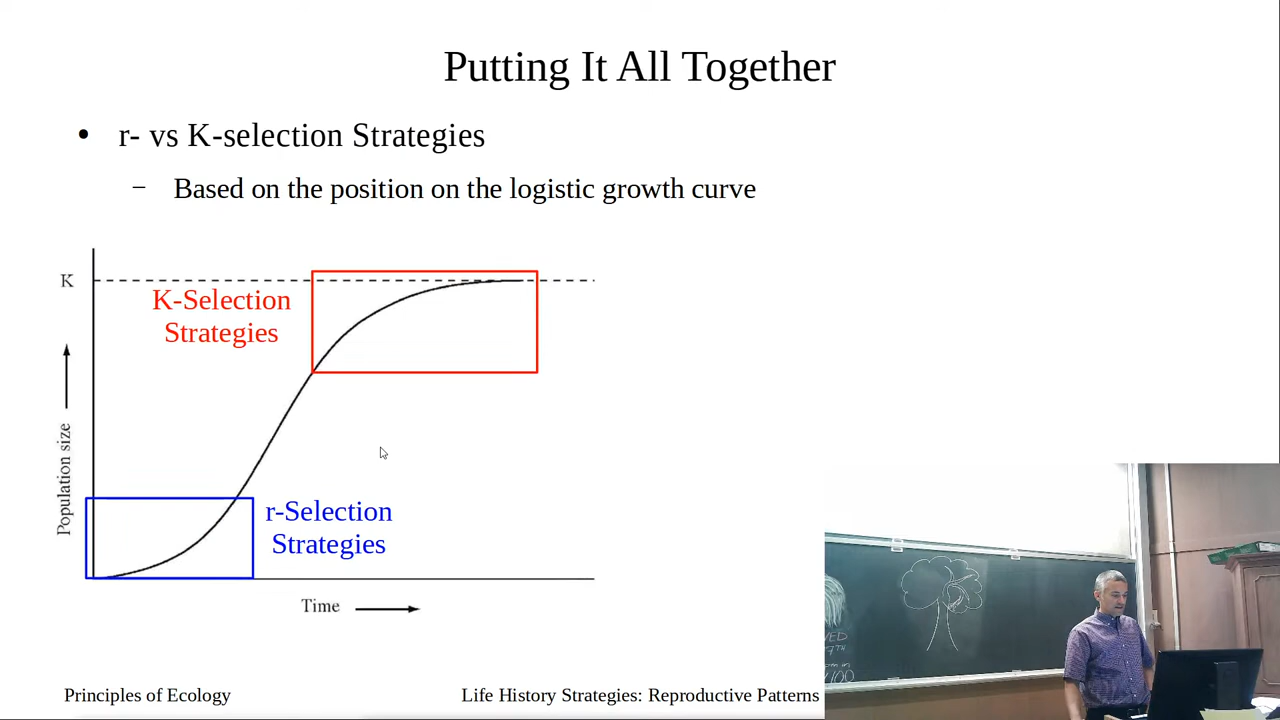 Putting It All Together
• r- vs K-selection Strategies
– Based on the position on the logistic growth curve
K
K-Selection
Strategies
Population size
r-Selection
Strategies
Time
Principles of Ecology
Life History Strategies: Reproductive Patterns